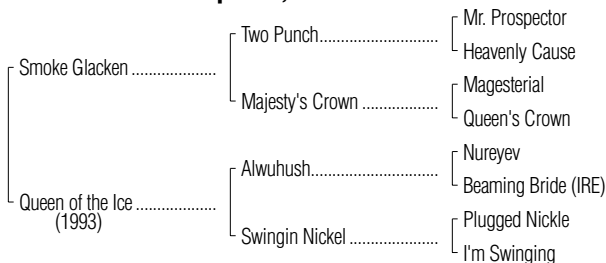 Mr. Prospector
Two Punch..............................
Heavenly Cause
Smoke Glacken .....................
Magesterial
Majesty's Crown ...................
Queen's Crown
Nureyev
Alwuhush................................
Beaming Bride (IRE)
Queen of the Ice ....................
(1993)
Plugged Nickle
Swingin Nickel ......................
I'm Swinging